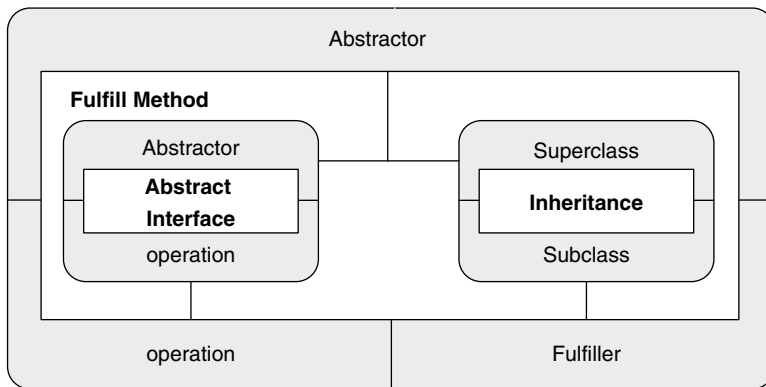 Abstractor
Fulfill Method
Abstractor
Abstract
Interface
operation
Superclass
Inheritance
Subclass
operation
Fulfiller